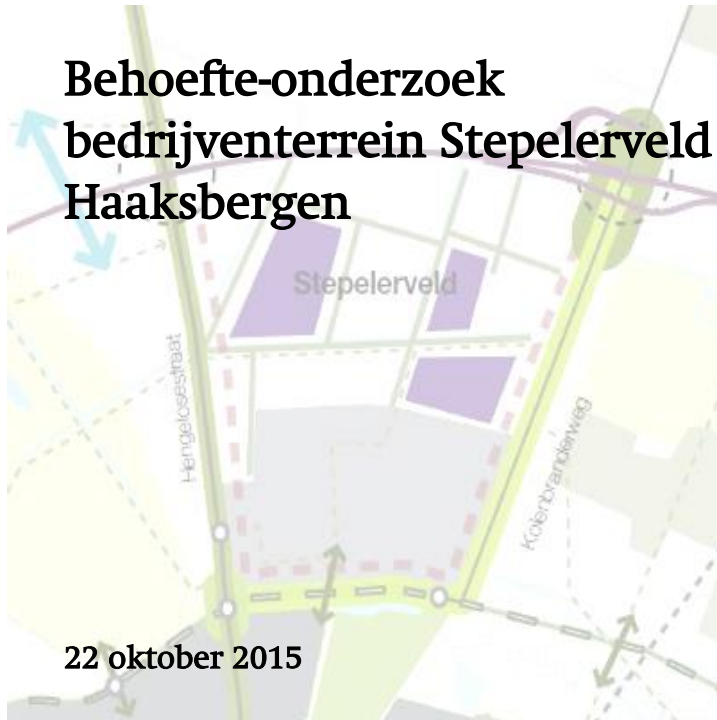 Behoefte-onderzoek
bedrijventerrein Stepelerveld
Haaksbergen
Stepelerveld
Hengelosestraat
Kolenbranderweg
22 oktober 2015